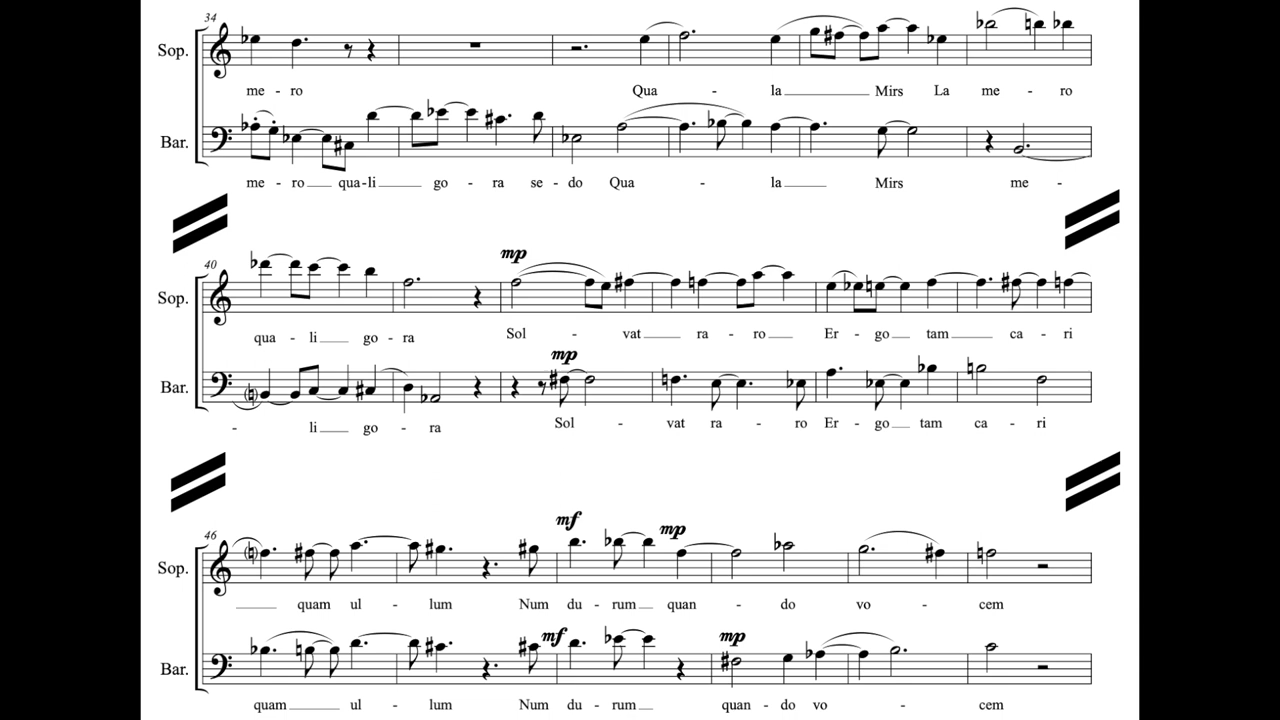 34
Sop.
me - ro Qua - la Mirs La me - ro
Bar.
me - ro qua - li go - ra se - do Qua - la Mirs me -
40
mp
Sop.
qua - li go - ra Sol - vat ra - ro Er - go tam ca - ri
mp
Bar.
- li go - ra Sol - vat ra - ro Er - go tam ca - ri
46
mf mp
Sop.
quam ul - lum Num du - rum quan - do vo - cem
mf mp
Bar.
quam ul - lum Num du - rum quan - do vo - cem